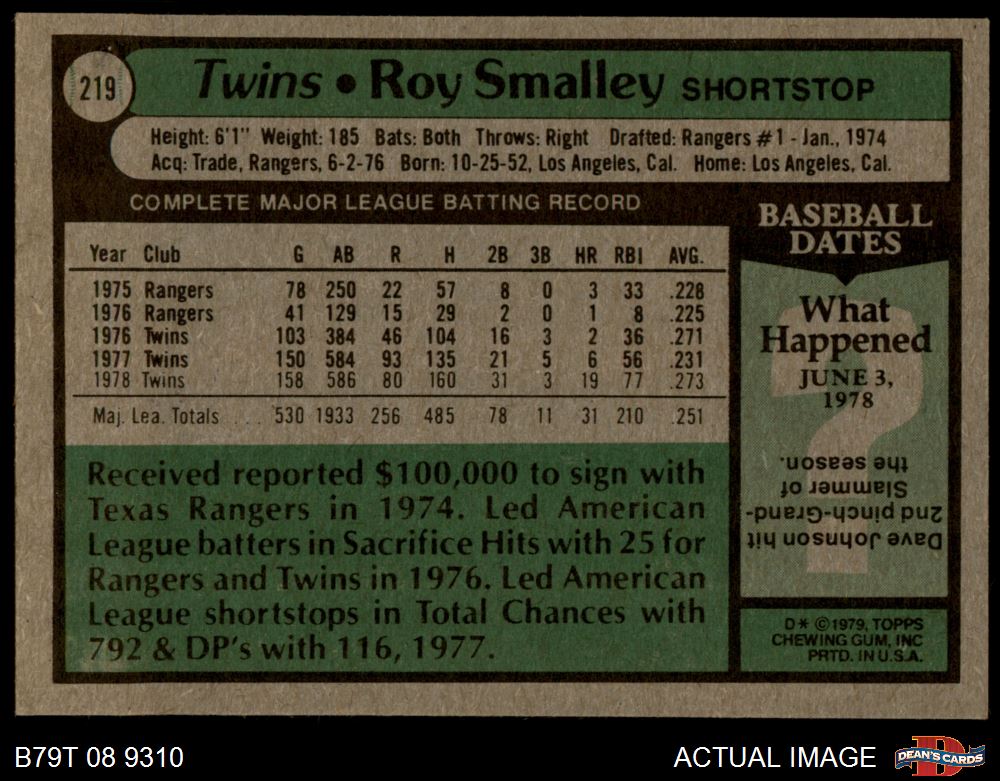 219
Twins • Roy Smalley SHORTSTOP
Height: 6'1" Weight: 185 Bats: Both Throws: Right Drafted: Rangers #1 - Jan., 1974
Acq: Trade, Rangers, 6-2-76 Born: 10-25-52, Los Angeles, Cal. Home: Los Angeles, Cal.
COMPLETE MAJOR LEAGUE BATTING RECORD
Year Club G AB R H 2B 3B HR RBI AVG.
1975 Rangers 78 250 22 57 8 0 3 33 .228
1976 Rangers 41 129 15 29 2 0 1 8 .225
1976 Twins 103 384 46 104 16 3 2 36 .271
1977 Twins 150 584 93 135 21 5 6 56 .231
1978 Twins 158 586 80 160 31 3 19 77 .273
Maj. Lea. Totals .... 530 1933 256 485 78 11 31 210 .251
Received reported $100,000 to sign with
Texas Rangers in 1974. Led American
League batters in Sacrifice Hits with 25 for
Rangers and Twins in 1976. Led American
League shortstops in Total Chances with
792 & DP's with 116, 1977.
BASEBALL
DATES
What
Happened
JUNE 3,
1978
?
Dave Johnson hit
2nd pinch-Grand-
Slammer of
the season.
D* ©1979, TOPPS
CHEWING GUM, INC
PRTD. IN U.S.A.
B79T 08 9310
ACTUAL IMAGE
D
DEAN'S CARDS